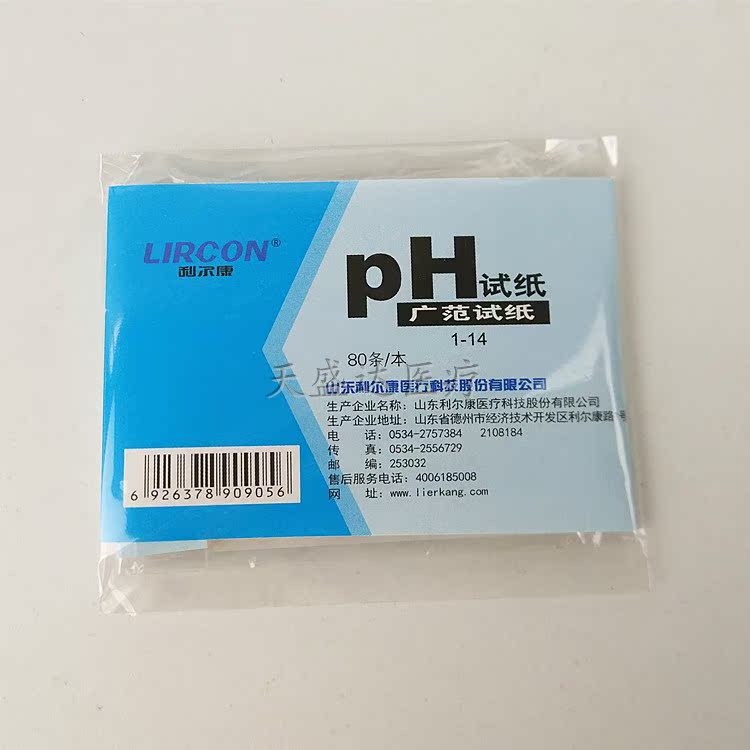 LIRCON®
利尔康
pH试纸
广范试纸
1-14
80条/本
天盛达医疗
山东利尔康医疗科技股份有限公司
生产企业名称：山东利尔康医疗科技股份有限公司
生产企业地址：山东省德州市经济技术开发区利尔康路 号
电 话：0534-2757384 2108184
传 真：0534-2556729
邮 编：253032
售后服务电话：4006185008
网 址：www.lierkang.com
6 926378 909056